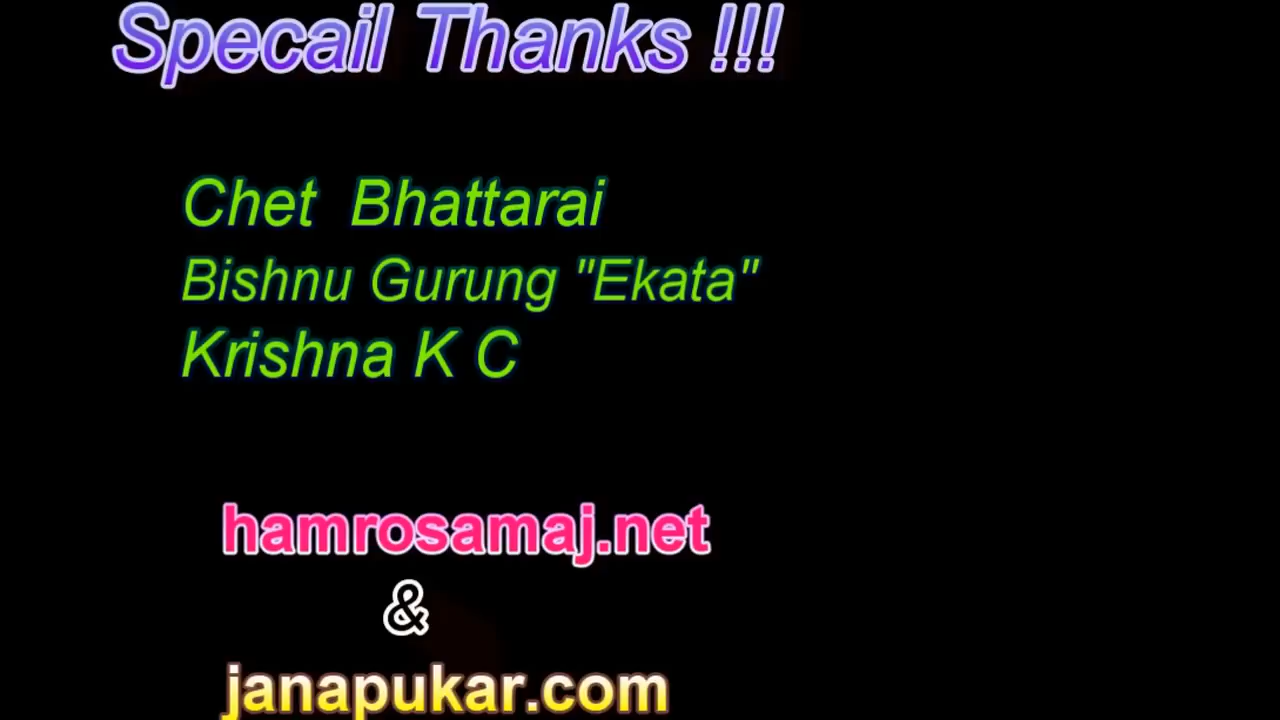 Specail Thanks !!!
Chet Bhattarai
Bishnu Gurung "Ekata"
Krishna K C
hamrosamaj.net
&
janapukar.com